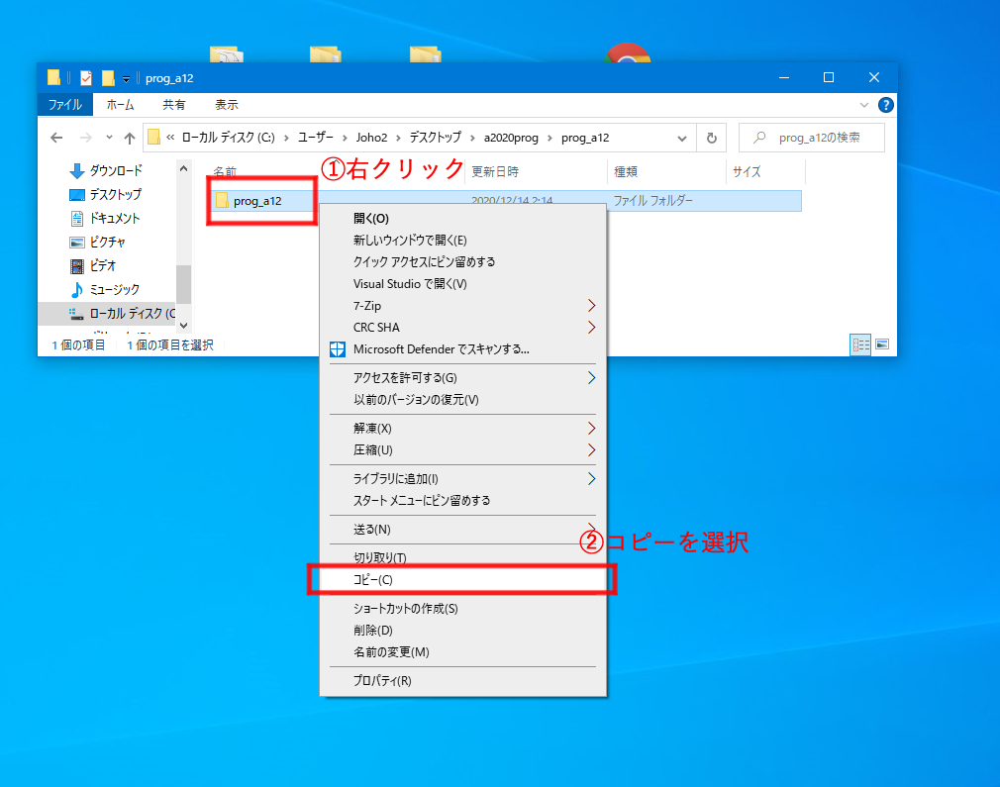 prog_a12
ファイル ホーム 共有 表示
« ローカル ディスク (C:) › ユーザー › Joho2 › デスクトップ › a2020prog › prog_a12
prog_a12の検索
ダウンロード
デスクトップ
ドキュメント
ピクチャ
ビデオ
ミュージック
ローカル ディスク (C
名前 更新日時 種類 サイズ
①右クリック
prog_a12 2020/12/14 2:14 ファイル フォルダー
1 個の項目 1 個の項目を選択
開く(O)
新しいウィンドウで開く(E)
クイック アクセスにピン留めする
Visual Studio で開く(V)
7-Zip
CRC SHA
Microsoft Defender でスキャンする...
アクセスを許可する(G)
以前のバージョンの復元(V)
解凍(X)
圧縮(U)
ライブラリに追加(I)
スタート メニューにピン留めする
送る(N)
②コピーを選択
切り取り(T)
コピー(C)
ショートカットの作成(S)
削除(D)
名前の変更(M)
プロパティ(R)